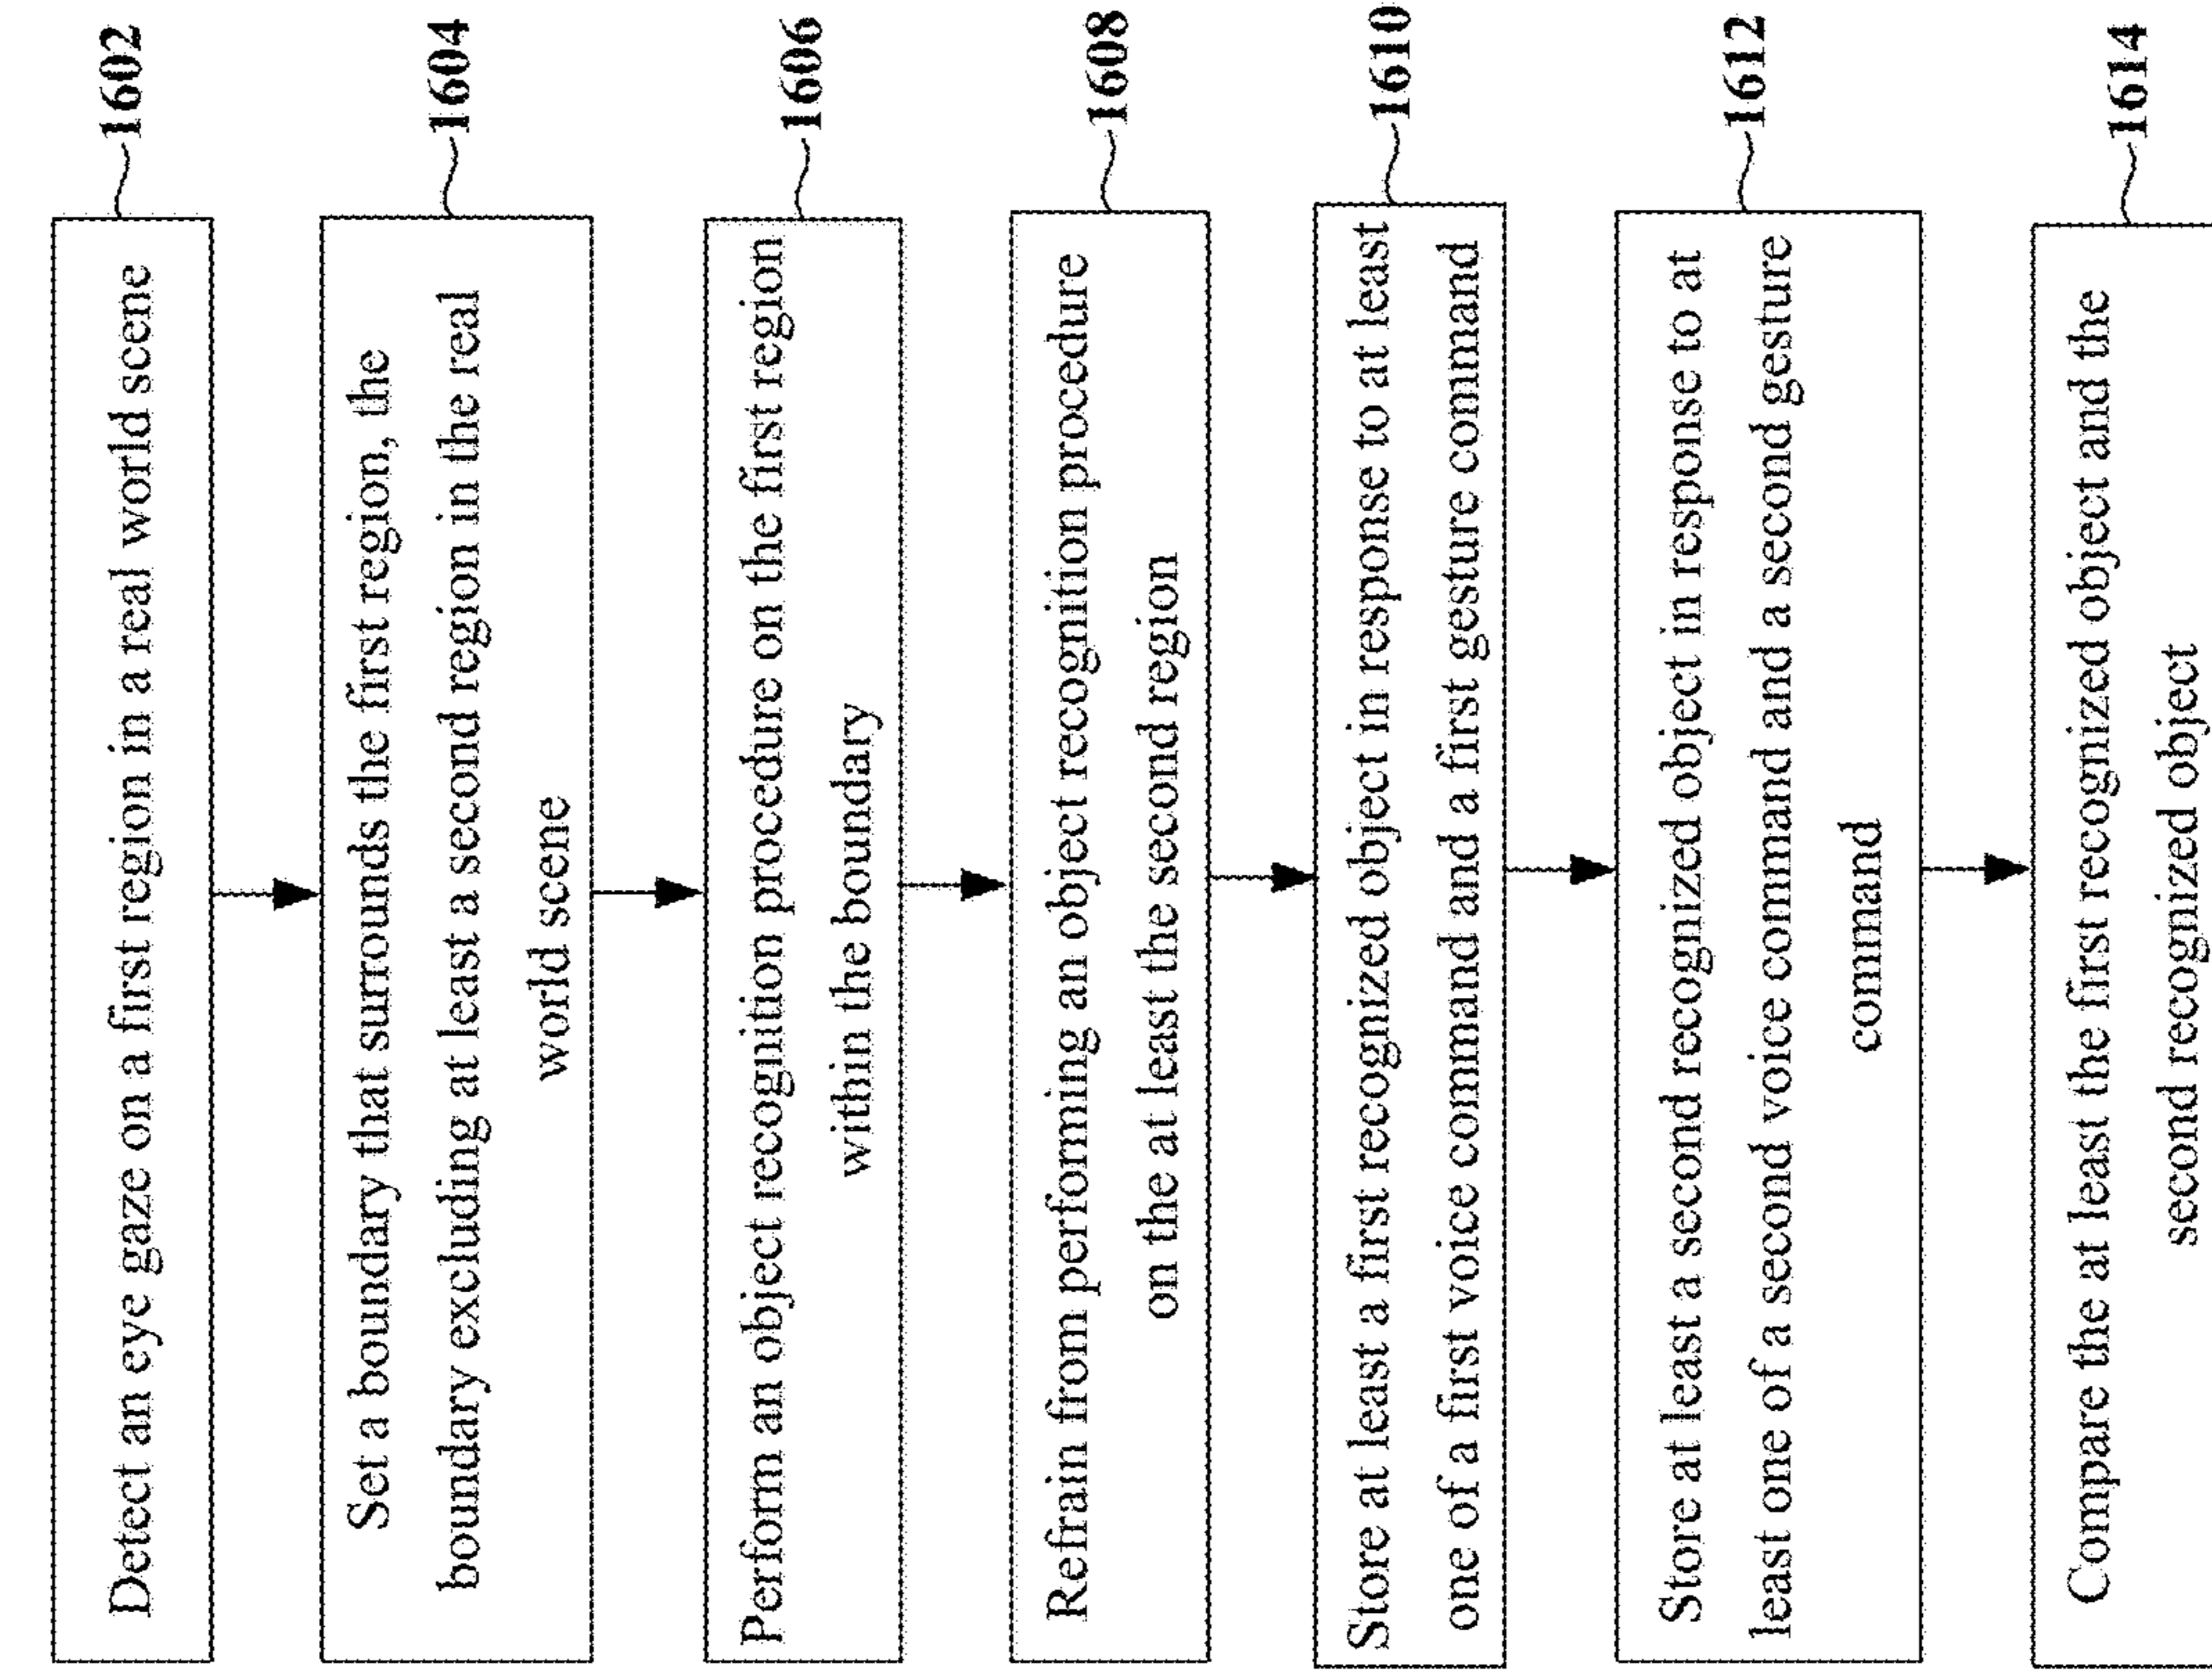 Detect an eye gaze on a first region in a real world scene
1602
Set a boundary that surrounds the first region, the
boundary excluding at least a second region in the real
world scene
1604
Perform an object recognition procedure on the first region
within the boundary
1606
Refrain from performing an object recognition procedure
on the at least the second region
1608
Store at least a first recognized object in response to at least
one of a first voice command and a first gesture command
1610
Store at least a second recognized object in response to at
least one of a second voice command and a second gesture
command
1612
Compare the at least the first recognized object and the
second recognized object
1614